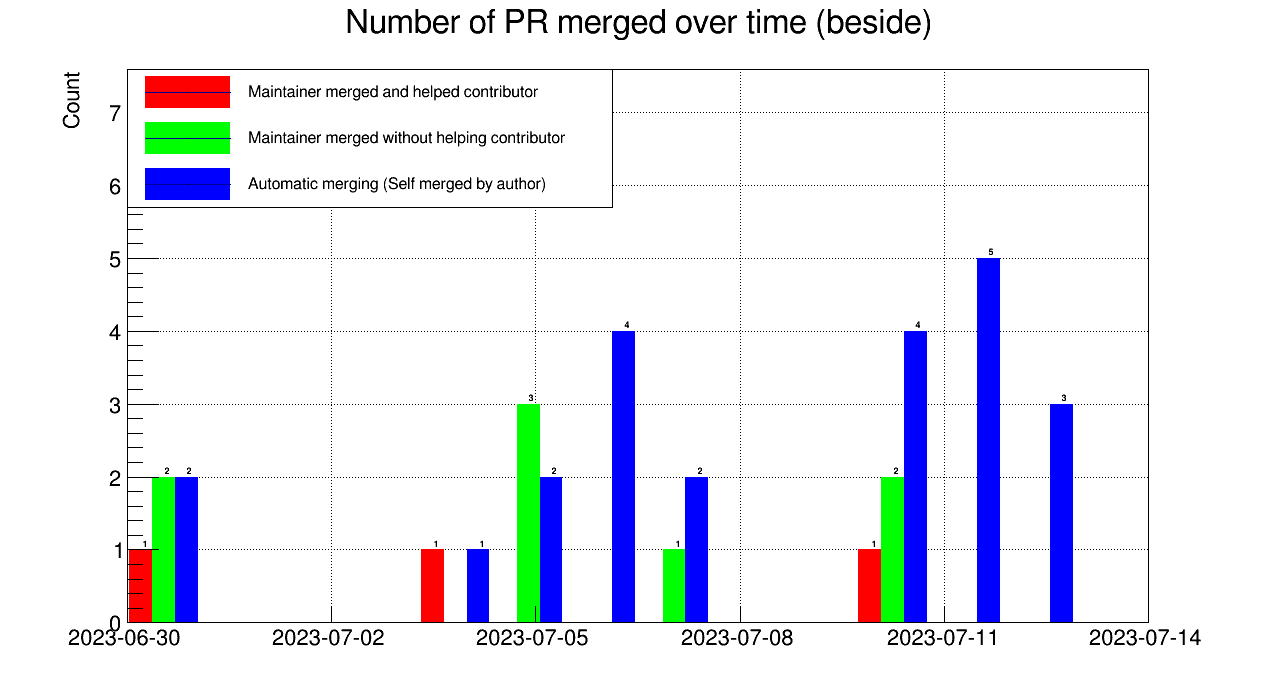 Number of PR merged over time (beside)
Count
Maintainer merged and helped contributor
Maintainer merged without helping contributor
Automatic merging (Self merged by author)
7
6
5
4
3
2
1
0
1 2 2 1 1 3 2 4 1 2 1 2 4 5 3
2023-06-30 2023-07-02 2023-07-05 2023-07-08 2023-07-11 2023-07-14